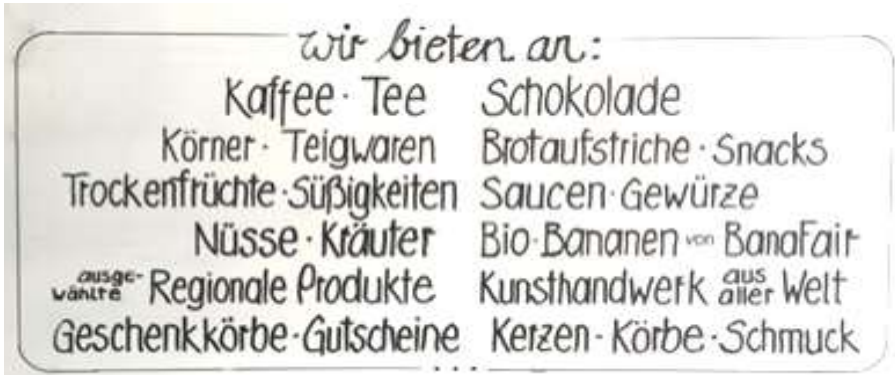 wir bieten an:
Kaffee · Tee Schokolade
Körner · Teigwaren Brotaufstriche · Snacks
Trockenfrüchte · Süßigkeiten Saucen · Gewürze
Nüsse · Kräuter Bio-Bananen von BanaFair
ausge-
wählte Regionale Produkte Kunsthandwerk aus aller Welt
Geschenkkörbe · Gutscheine Kerzen · Körbe · Schmuck
...